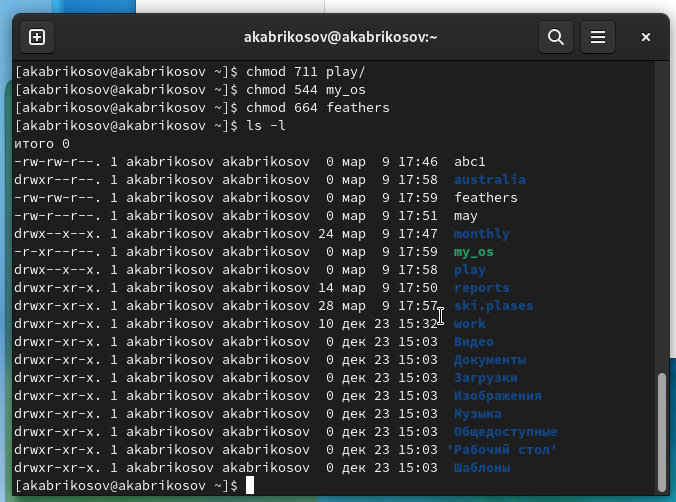 akabrikosov@akabrikosov:~
[akabrikosov@akabrikosov ~]$ chmod 711 play/
[akabrikosov@akabrikosov ~]$ chmod 544 my_os
[akabrikosov@akabrikosov ~]$ chmod 664 feathers
[akabrikosov@akabrikosov ~]$ ls -l
итого 0
-rw-rw-r--. 1 akabrikosov akabrikosov  0 мар  9 17:46  abc1
drwxr--r--. 1 akabrikosov akabrikosov  0 мар  9 17:58  australia
-rw-rw-r--. 1 akabrikosov akabrikosov  0 мар  9 17:59  feathers
-rw-r--r--. 1 akabrikosov akabrikosov  0 мар  9 17:51  may
drwx--x--x. 1 akabrikosov akabrikosov 24 мар  9 17:47  monthly
-r-xr--r--. 1 akabrikosov akabrikosov  0 мар  9 17:59  my_os
drwx--x--x. 1 akabrikosov akabrikosov  0 мар  9 17:58  play
drwxr-xr-x. 1 akabrikosov akabrikosov 14 мар  9 17:50  reports
drwxr-xr-x. 1 akabrikosov akabrikosov 28 мар  9 17:57  ski.plases
drwxr-xr-x. 1 akabrikosov akabrikosov 10 дек 23 15:32  work
drwxr-xr-x. 1 akabrikosov akabrikosov  0 дек 23 15:03  Видео
drwxr-xr-x. 1 akabrikosov akabrikosov  0 дек 23 15:03  Документы
drwxr-xr-x. 1 akabrikosov akabrikosov  0 дек 23 15:03  Загрузки
drwxr-xr-x. 1 akabrikosov akabrikosov  0 дек 23 15:03  Изображения
drwxr-xr-x. 1 akabrikosov akabrikosov  0 дек 23 15:03  Музыка
drwxr-xr-x. 1 akabrikosov akabrikosov  0 дек 23 15:03  Общедоступные
drwxr-xr-x. 1 akabrikosov akabrikosov  0 дек 23 15:03 'Рабочий стол'
drwxr-xr-x. 1 akabrikosov akabrikosov  0 дек 23 15:03  Шаблоны
[akabrikosov@akabrikosov ~]$